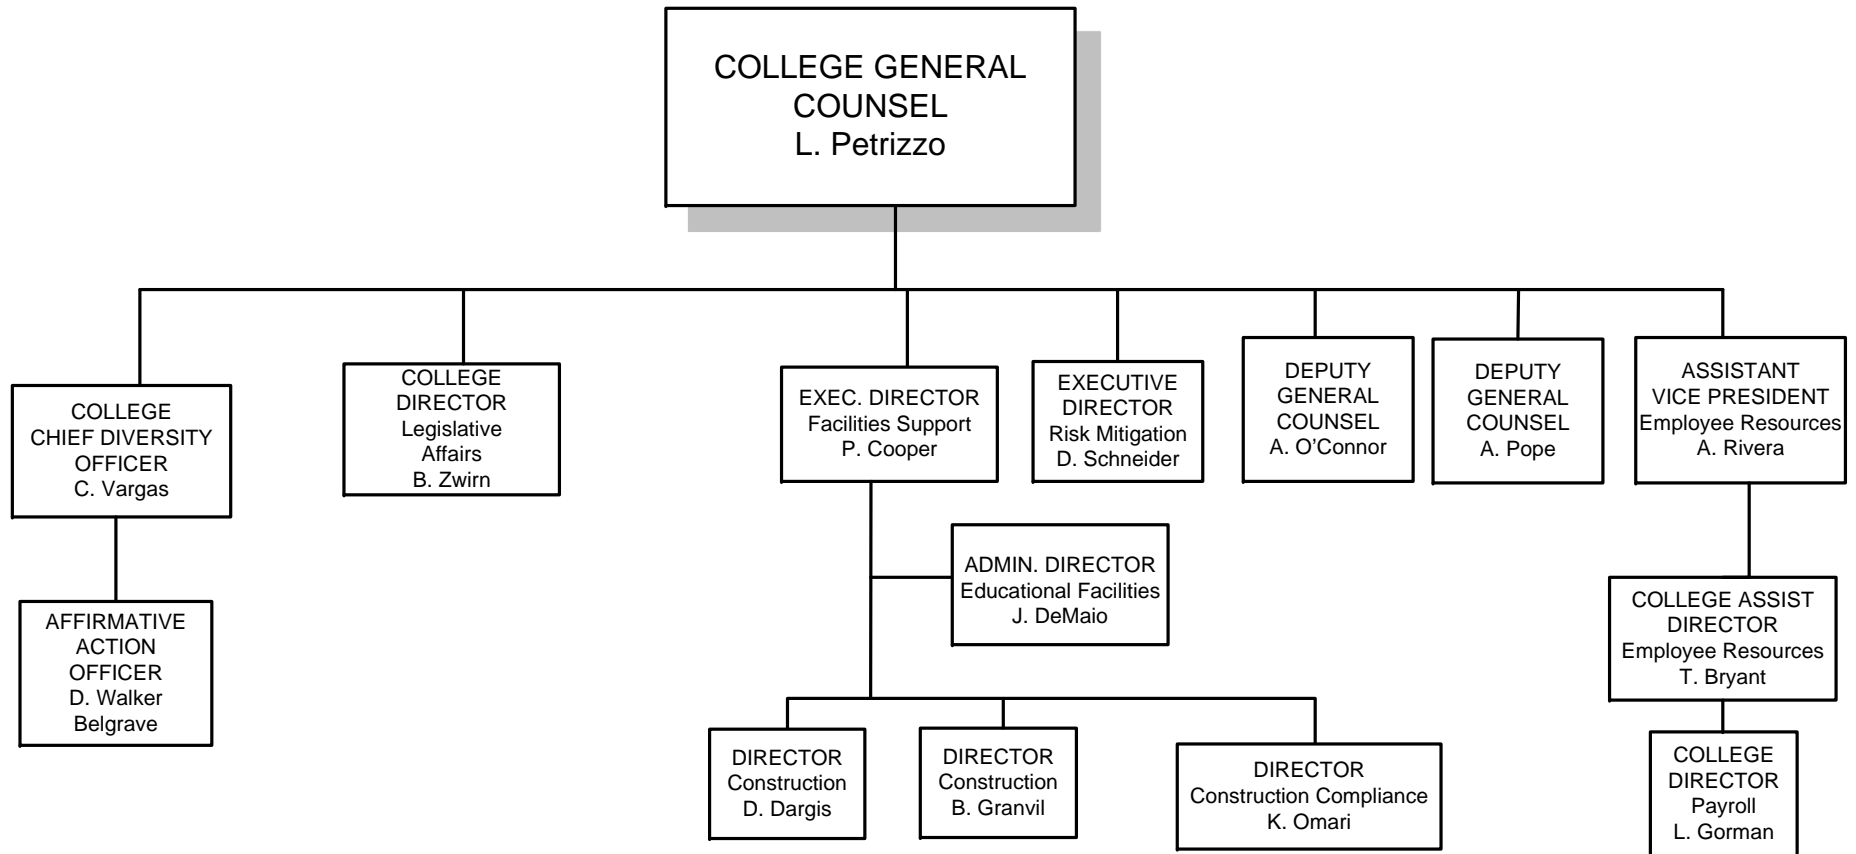 COLLEGE GENERAL
COUNSEL
L. Petrizzo
COLLEGE
CHIEF DIVERSITY
OFFICER
C. Vargas
COLLEGE
DIRECTOR
Legislative
Affairs
B. Zwirn
EXEC. DIRECTOR
Facilities Support
P. Cooper
EXECUTIVE
DIRECTOR
Risk Mitigation
D. Schneider
DEPUTY
GENERAL
COUNSEL
A. O’Connor
DEPUTY
GENERAL
COUNSEL
A. Pope
ASSISTANT
VICE PRESIDENT
Employee Resources
A. Rivera
AFFIRMATIVE
ACTION
OFFICER
D. Walker
Belgrave
ADMIN. DIRECTOR
Educational Facilities
J. DeMaio
COLLEGE ASSIST
DIRECTOR
Employee Resources
T. Bryant
DIRECTOR
Construction
D. Dargis
DIRECTOR
Construction
B. Granvil
DIRECTOR
Construction Compliance
K. Omari
COLLEGE
DIRECTOR
Payroll
L. Gorman